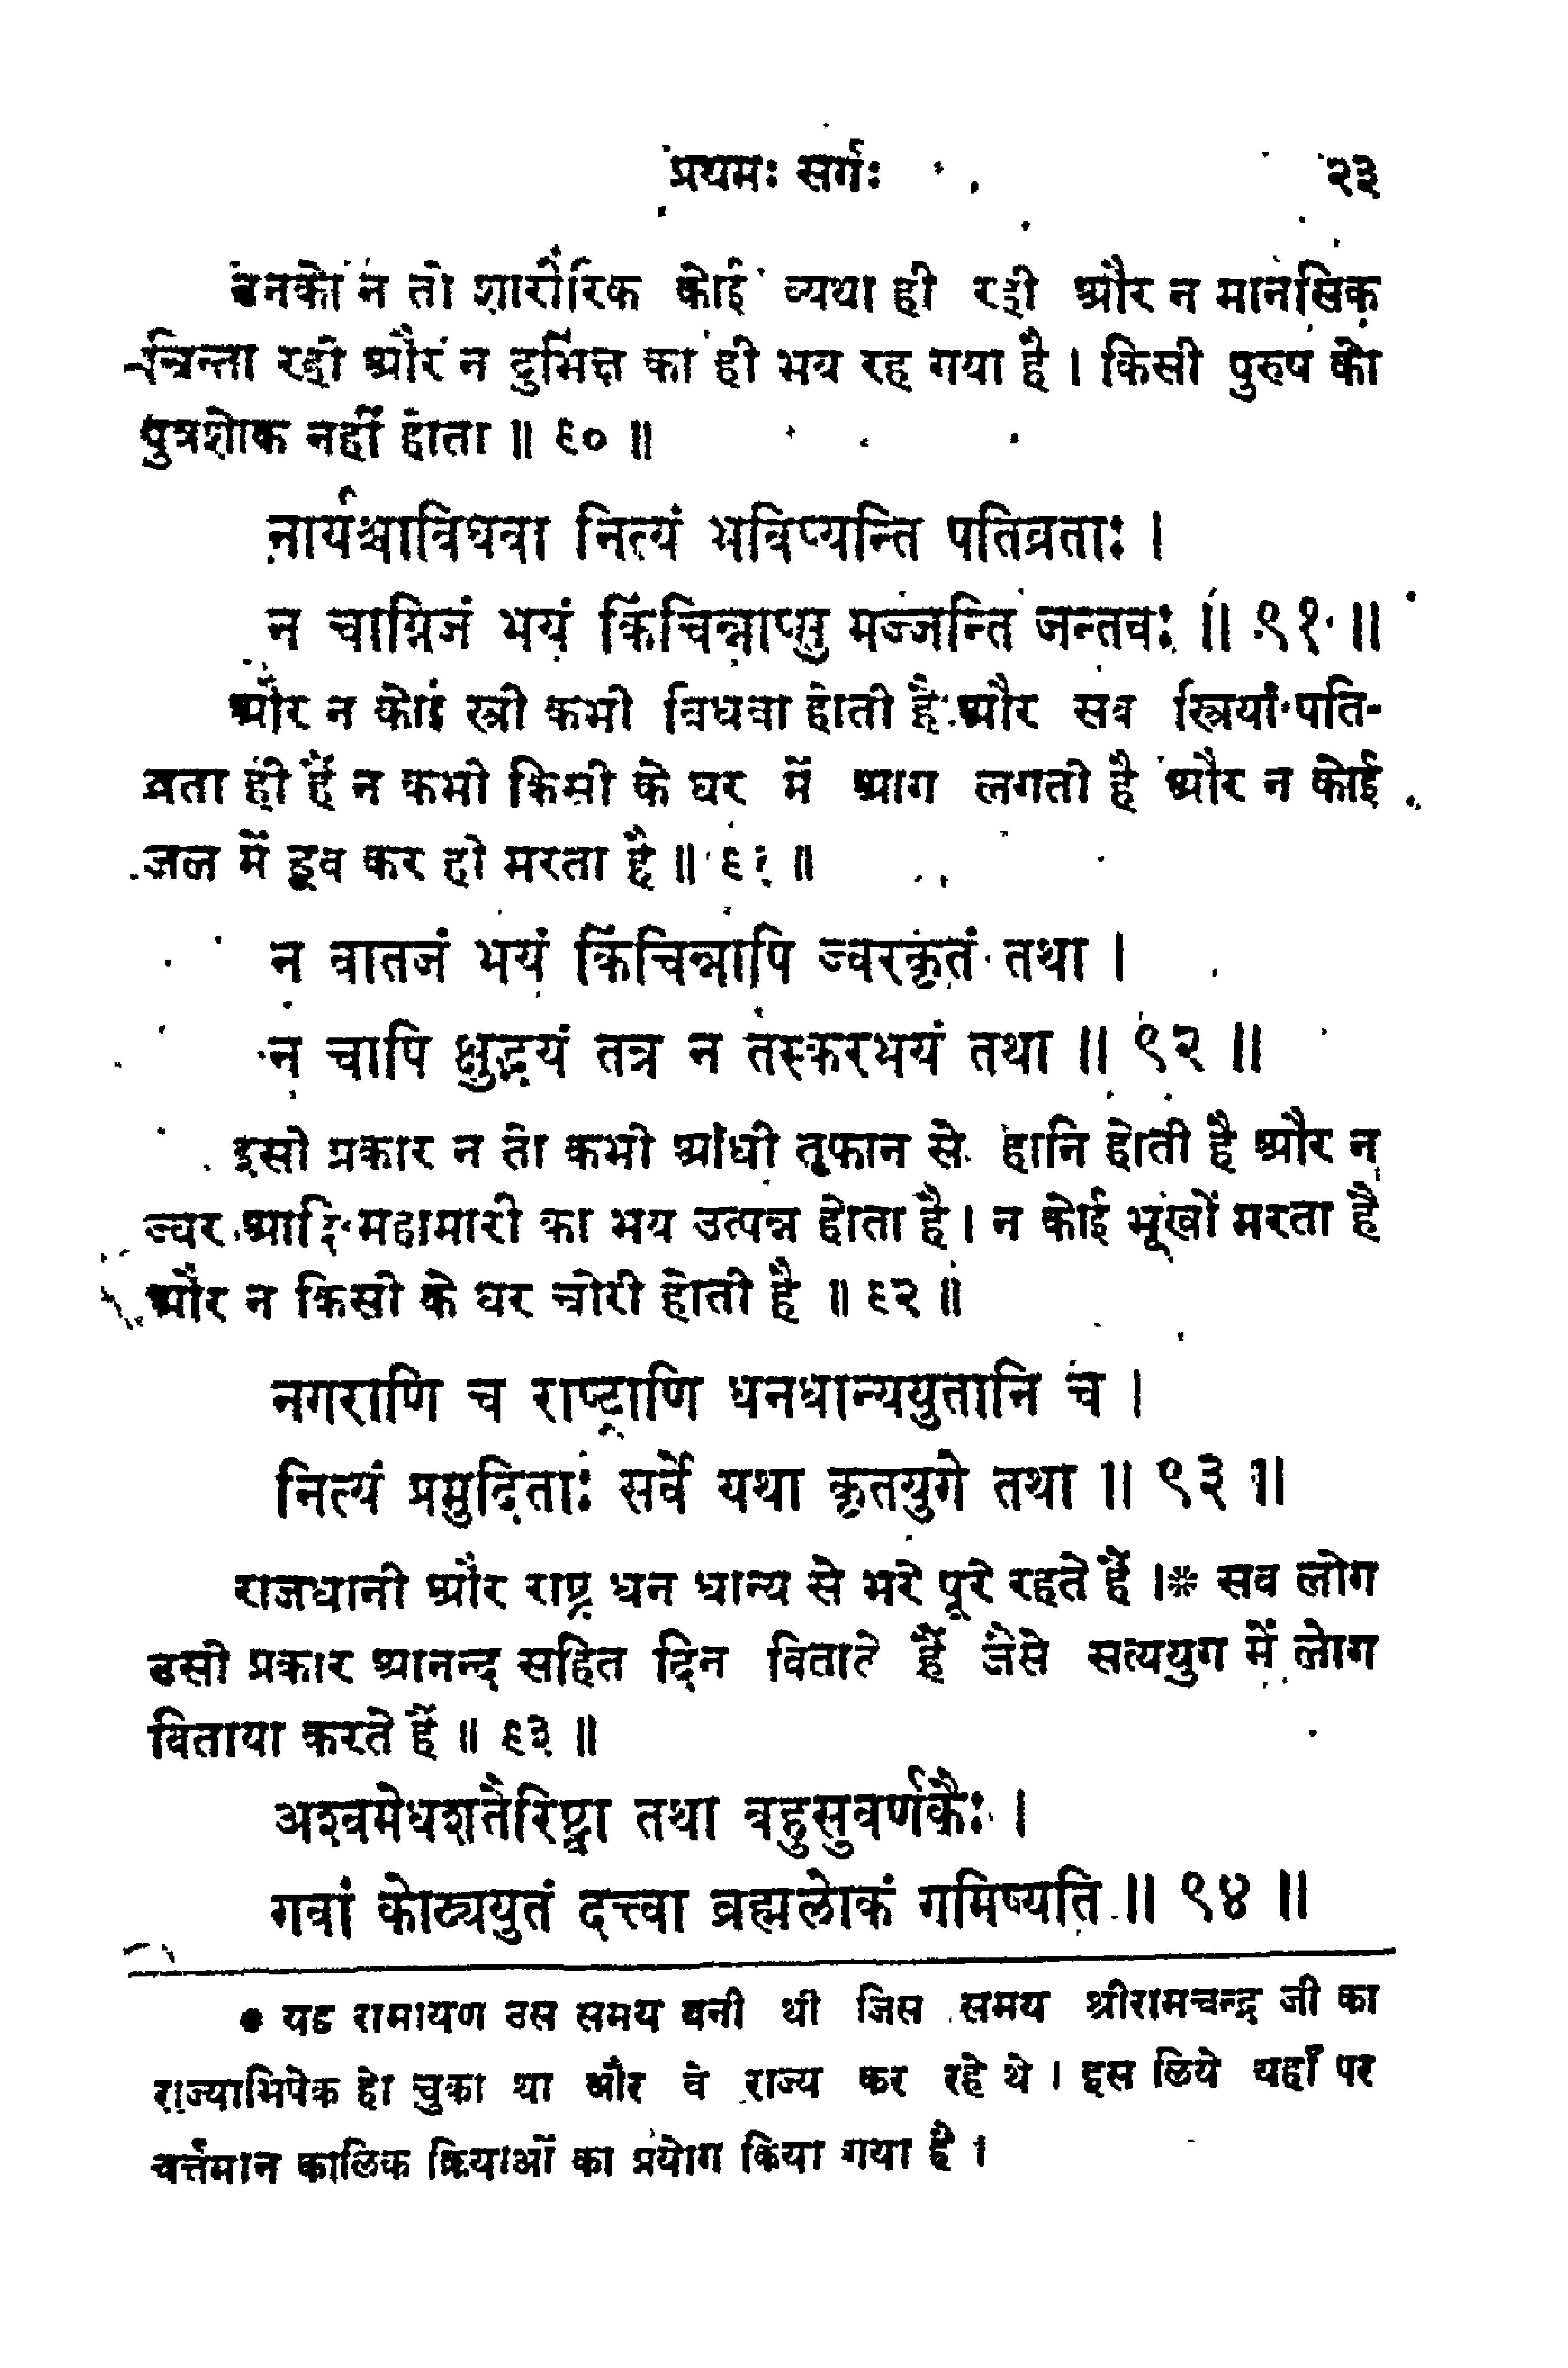 प्रथमः सर्गः २३
उनको न तो शारीरिक कोई व्यथा ही रही और न मानसिक
चिन्ता रही और न दुर्भिक्ष का ही भय रह गया है । किसी पुरुष को
पुत्रशोक नहीं होता ॥ ९० ॥
नार्यश्चाविधवा नित्यं भविष्यन्ति पतिव्रताः ।
न चाग्निजं भयं किंचिन्नाप्सु मज्जन्ति जन्तवः ॥ ९१ ॥
और न कोई स्त्री कभी विधवा होती है और सब स्त्रियां पति-
व्रता ही हैं न कभी किसी के घर में आग लगती है और न कोई
जल में डूब कर ही मरता है ॥ ९१ ॥
न वातजं भयं किंचिन्नापि ज्वरकृतं तथा ।
न चापि क्षुद्भयं तत्र न तस्करभयं तथा ॥ ९२ ॥
इसी प्रकार न तो कभी आंधी तूफान से हानि होती है और न
ज्वर आदि महामारी का भय उत्पन्न होता है । न कोई भूखों मरता है
और न किसी के घर चोरी होती है ॥ ९२ ॥
नगराणि च राष्ट्राणि धनधान्ययुतानि च ।
नित्यं प्रमुदिताः सर्वे यथा कृतयुगे तथा ॥ ९३ ॥
राजधानी और राष्ट्र धन धान्य से भरे पूरे रहते हैं ।* सब लोग
उसी प्रकार आनन्द सहित दिन बिताते हैं जैसे सत्ययुग में लोग
बिताया करते हैं ॥ ९३ ॥
अश्वमेधशतैरिष्ट्वा तथा बहुसुवर्णकैः ।
गवां कोट्ययुतं दत्त्वा ब्रह्मलोकं गमिष्यति ॥ ९४ ॥
* यह रामायण उस समय बनी थी जिस समय श्रीरामचन्द्र जी का
राज्याभिषेक हो चुका था और वे राज्य कर रहे थे । इस लिये यहाँ पर
वर्त्तमान कालिक क्रियाओं का प्रयोग किया गया है ।